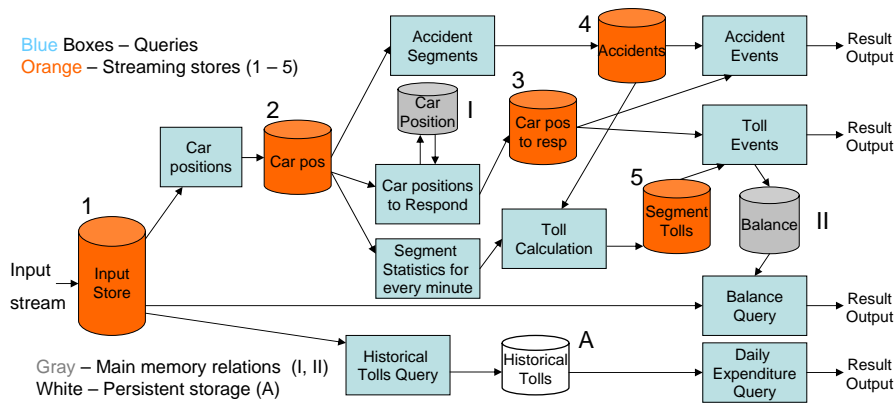 Blue Boxes – Queries
Orange – Streaming stores (1 – 5)
Accident
Segments
4
Accidents
Accident
Events
Result
Output
Car
Position
I
3
Car pos
to resp
2
Car
positions
Car pos
Car positions
to Respond
Toll
Events
Result
Output
1
Input
stream
Input
Store
Segment
Statistics for
every minute
Toll
Calculation
5
Segment
Tolls
Balance
II
Balance
Query
Result
Output
Gray – Main memory relations (I, II)
White – Persistent storage (A)
Historical
Tolls Query
Historical
Tolls
A
Daily
Expenditure
Query
Result
Output